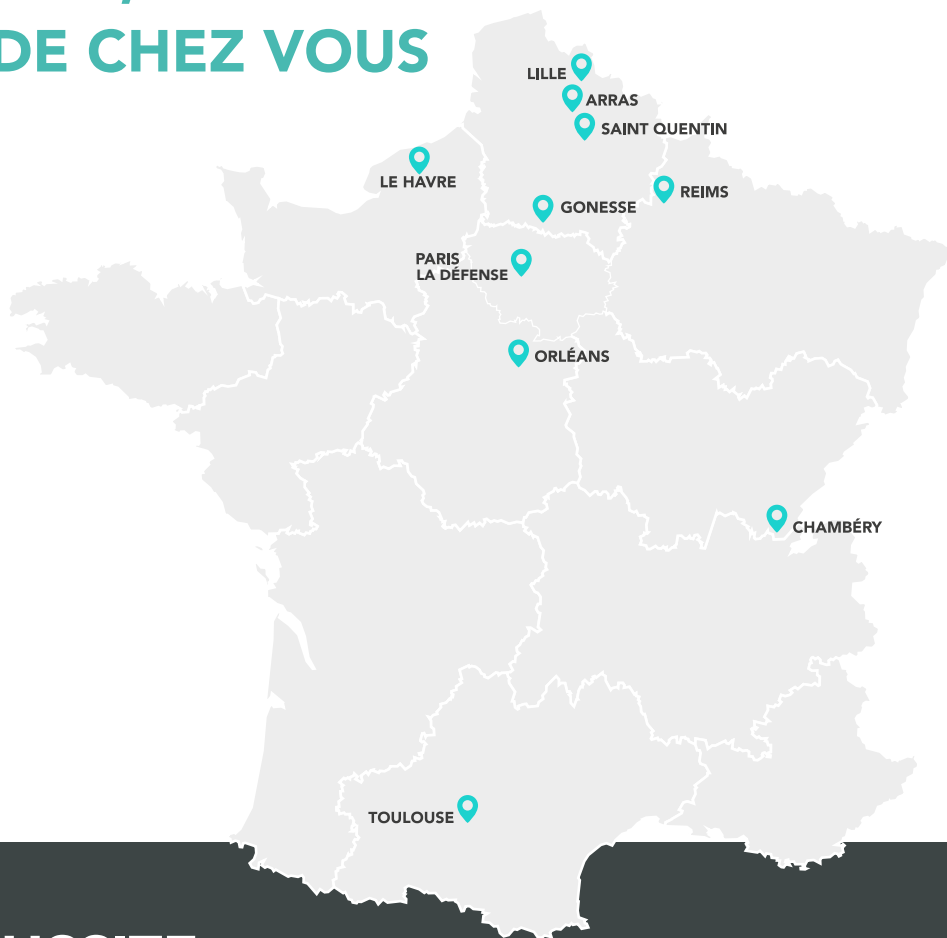 DE CHEZ VOUS
LILLE
ARRAS
SAINT QUENTIN
LE HAVRE
REIMS
GONESSE
PARIS
LA DÉFENSE
ORLÉANS
CHAMBÉRY
TOULOUSE